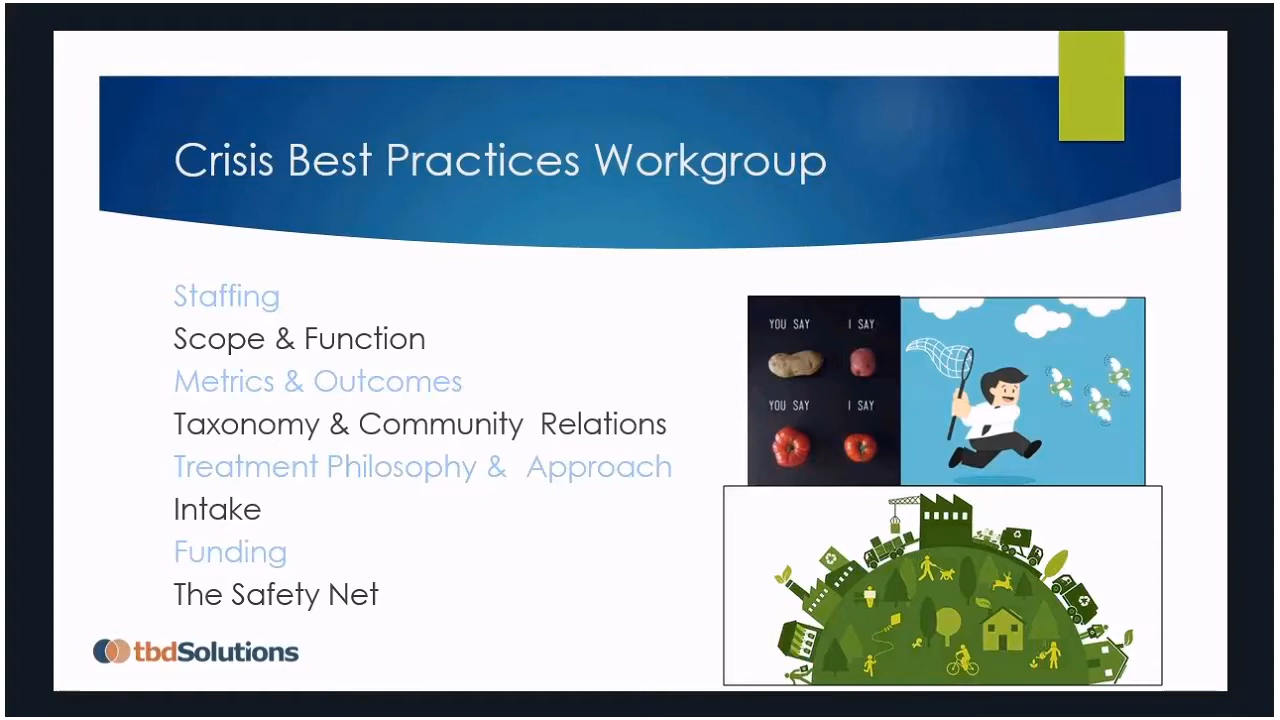 Crisis Best Practices Workgroup
Staffing
Scope & Function
Metrics & Outcomes
Taxonomy & Community Relations
Treatment Philosophy & Approach
Intake
Funding
The Safety Net
YOU SAY I SAY
YOU SAY I SAY
tbdSolutions